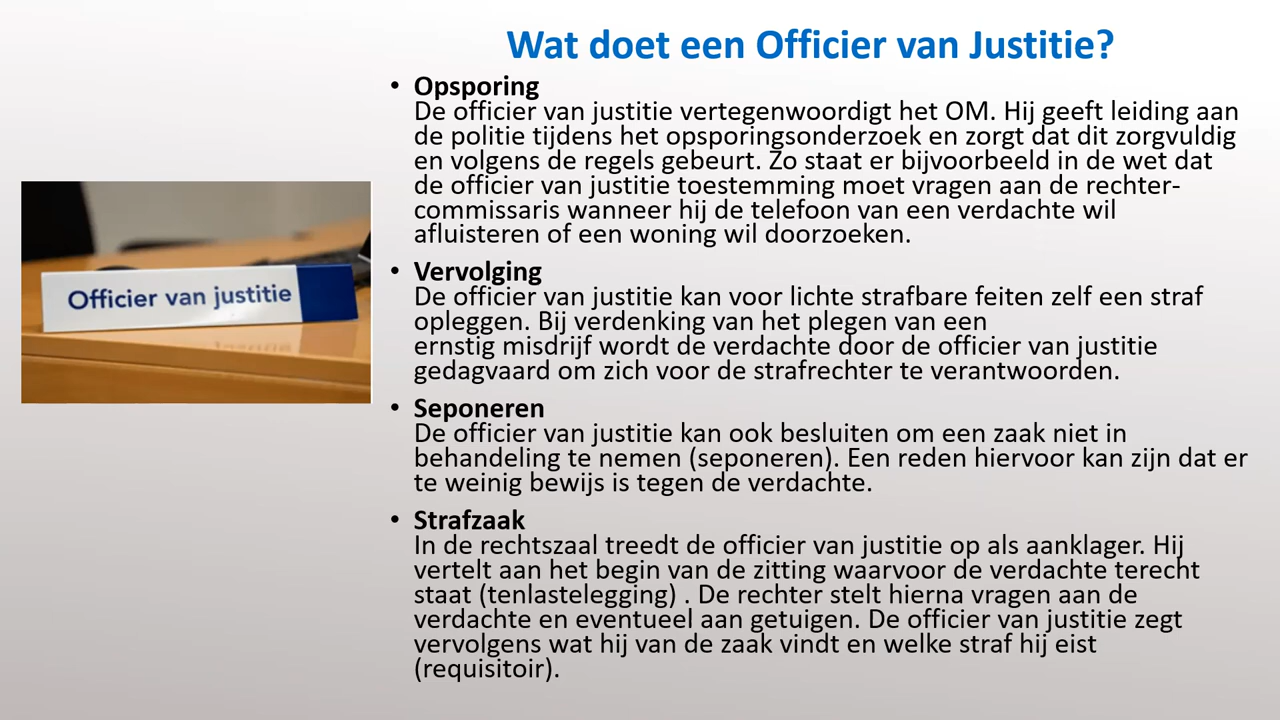 Wat doet een Officier van Justitie?
• Opsporing
De officier van justitie vertegenwoordigt het OM. Hij geeft leiding aan
de politie tijdens het opsporingsonderzoek en zorgt dat dit zorgvuldig
en volgens de regels gebeurt. Zo staat er bijvoorbeeld in de wet dat
de officier van justitie toestemming moet vragen aan de rechter-
commissaris wanneer hij de telefoon van een verdachte wil
afluisteren of een woning wil doorzoeken.
• Vervolging
De officier van justitie kan voor lichte strafbare feiten zelf een straf
opleggen. Bij verdenking van het plegen van een
ernstig misdrijf wordt de verdachte door de officier van justitie
gedagvaard om zich voor de strafrechter te verantwoorden.
• Seponeren
De officier van justitie kan ook besluiten om een zaak niet in
behandeling te nemen (seponeren). Een reden hiervoor kan zijn dat er
te weinig bewijs is tegen de verdachte.
• Strafzaak
In de rechtszaal treedt de officier van justitie op als aanklager. Hij
vertelt aan het begin van de zitting waarvoor de verdachte terecht
staat (tenlastelegging) . De rechter stelt hierna vragen aan de
verdachte en eventueel aan getuigen. De officier van justitie zegt
vervolgens wat hij van de zaak vindt en welke straf hij eist
(requisitoir).
Officier van justitie